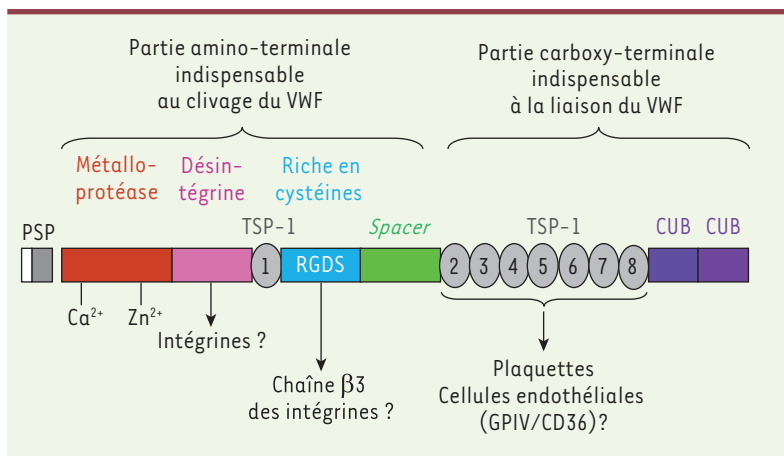 Partie amino-terminale
indispensable
au clivage du VWF
Partie carboxy-terminale
indispensable
à la liaison du VWF
Métallo-
protéase
Désin-
tégrine
Riche en
cystéines
PSP
TSP-1
Spacer
TSP-1
CUB CUB
1
RGDS
2 3 4 5 6 7 8
Ca²⁺
Zn²⁺
Intégrines ?
Chaîne β3
des intégrines ?
Plaquettes
Cellules endothéliales
(GPIV/CD36)?